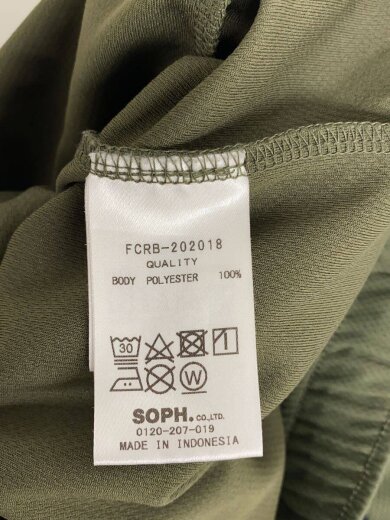 FCRB-202018
QUALITY
BODY POLYESTER 100%
30
W
SOPH.CO.,LTD.
0120-207-019
MADE IN INDONESIA